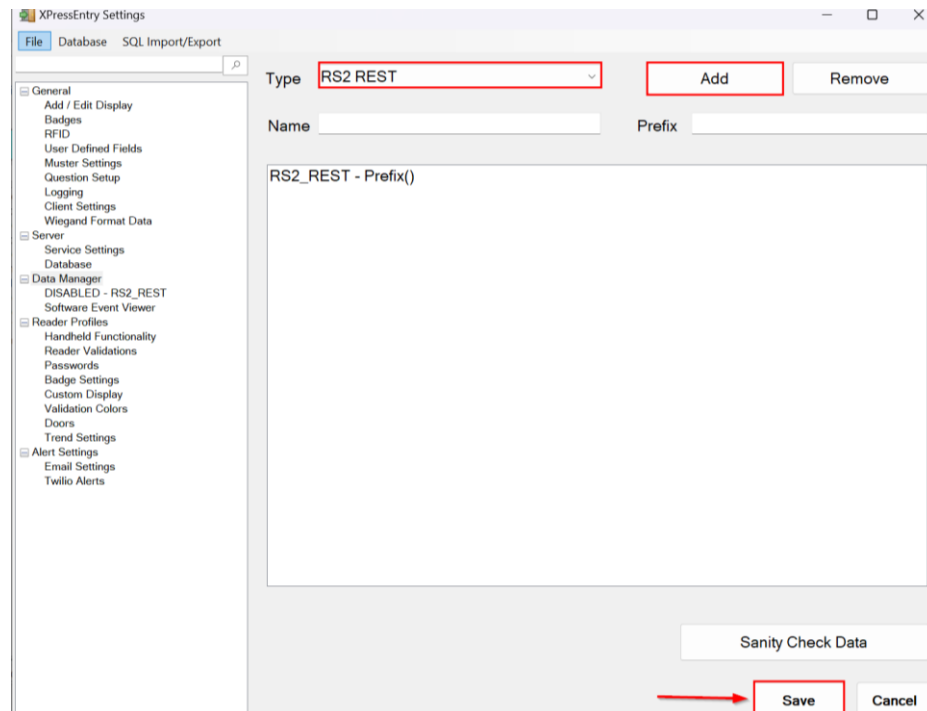 XPressEntry Settings
File Database SQL Import/Export
Type RS2 REST Add Remove
Name Prefix
General
Add / Edit Display
Badges
RFID
User Defined Fields
Muster Settings
Question Setup
Logging
Client Settings
Wiegand Format Data
Server
Service Settings
Database
Data Manager
DISABLED - RS2_REST
Software Event Viewer
Reader Profiles
Handheld Functionality
Reader Validations
Passwords
Badge Settings
Custom Display
Validation Colors
Doors
Trend Settings
Alert Settings
Email Settings
Twilio Alerts
RS2_REST - Prefix()
Sanity Check Data
Save Cancel